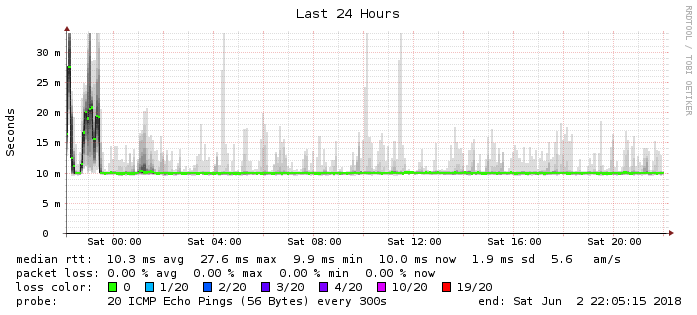 Last 24 Hours
RRDTOOL / TOBI OETIKER
Seconds
30 m
25 m
20 m
15 m
10 m
5 m
0
Sat 00:00 Sat 04:00 Sat 08:00 Sat 12:00 Sat 16:00 Sat 20:00
median rtt: 10.3 ms avg 27.6 ms max 9.9 ms min 10.0 ms now 1.9 ms sd 5.6 am/s
packet loss: 0.00 % avg 0.00 % max 0.00 % min 0.00 % now
loss color: 0 1/20 2/20 3/20 4/20 10/20 19/20
probe: 20 ICMP Echo Pings (56 Bytes) every 300s end: Sat Jun 2 22:05:15 2018